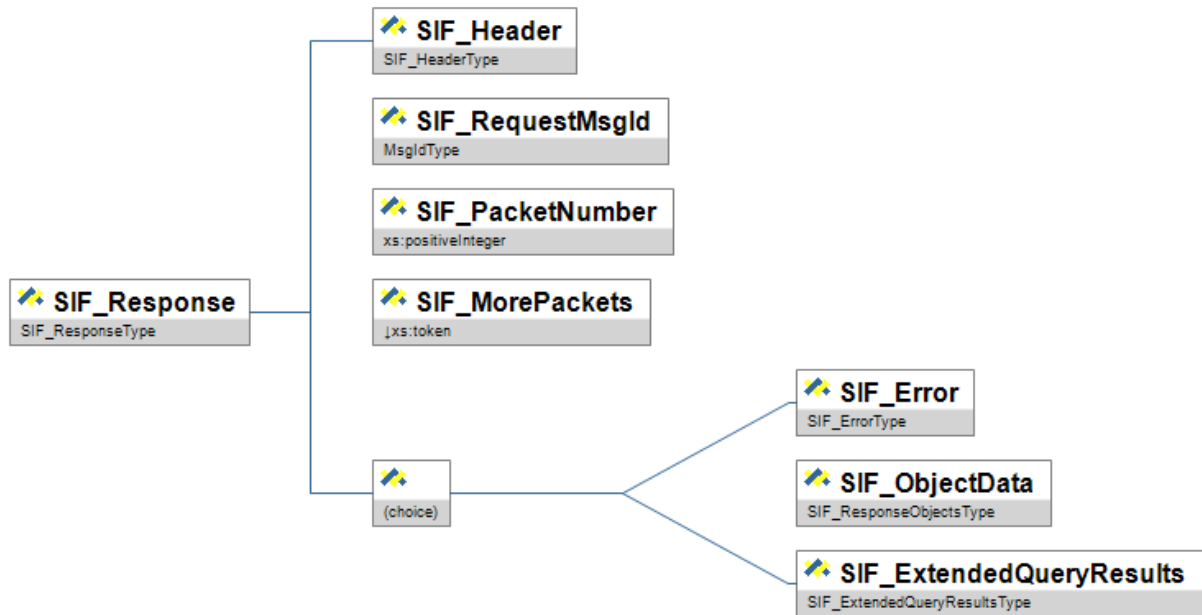 SIF_Header
SIF_HeaderType
SIF_RequestMsgId
MsgIdType
SIF_PacketNumber
xs:positiveInteger
SIF_Response
SIF_ResponseType
SIF_MorePackets
↓xs:token
SIF_Error
SIF_ErrorType
(choice)
SIF_ObjectData
SIF_ResponseObjectsType
SIF_ExtendedQueryResults
SIF_ExtendedQueryResultsType